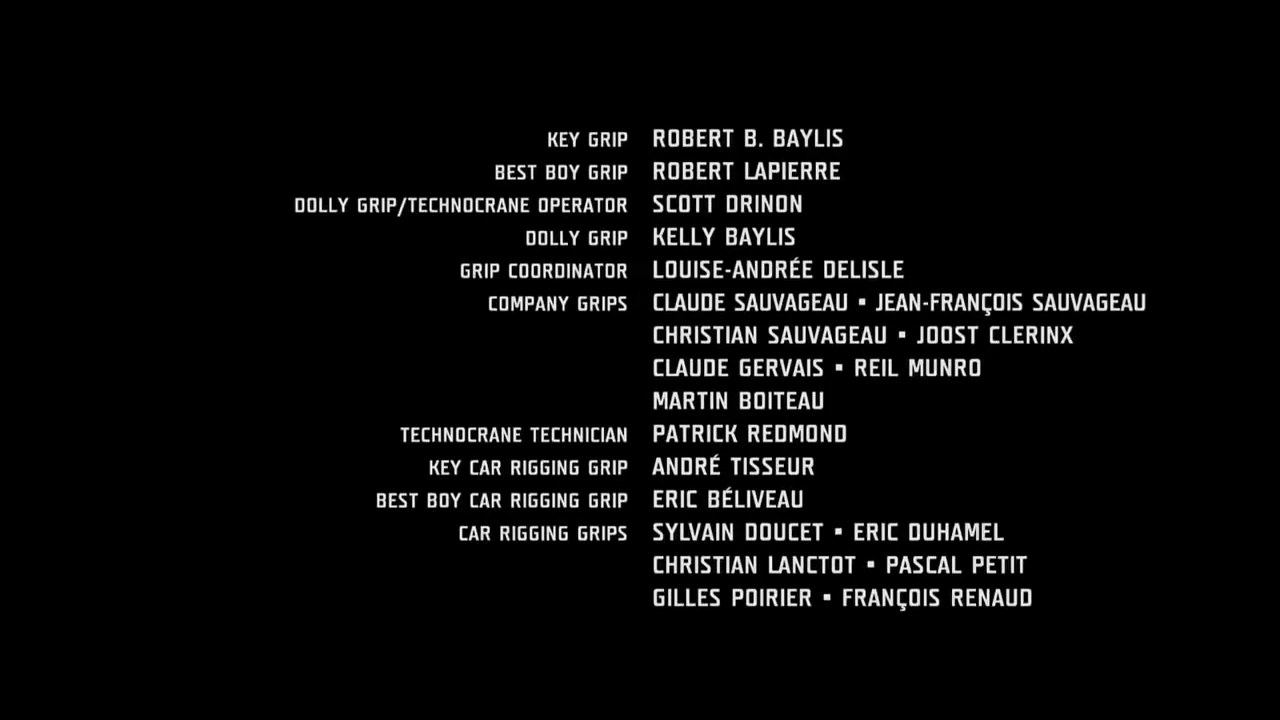 KEY GRIP ROBERT B. BAYLIS
BEST BOY GRIP ROBERT LAPIERRE
DOLLY GRIP/TECHNOCRANE OPERATOR SCOTT DRINON
DOLLY GRIP KELLY BAYLIS
GRIP COORDINATOR LOUISE-ANDRÉE DELISLE
COMPANY GRIPS CLAUDE SAUVAGEAU ▪ JEAN-FRANÇOIS SAUVAGEAU
CHRISTIAN SAUVAGEAU ▪ JOOST CLERINX
CLAUDE GERVAIS ▪ REIL MUNRO
MARTIN BOITEAU
TECHNOCRANE TECHNICIAN PATRICK REDMOND
KEY CAR RIGGING GRIP ANDRÉ TISSEUR
BEST BOY CAR RIGGING GRIP ERIC BÉLIVEAU
CAR RIGGING GRIPS SYLVAIN DOUCET ▪ ERIC DUHAMEL
CHRISTIAN LANCTOT ▪ PASCAL PETIT
GILLES POIRIER ▪ FRANÇOIS RENAUD